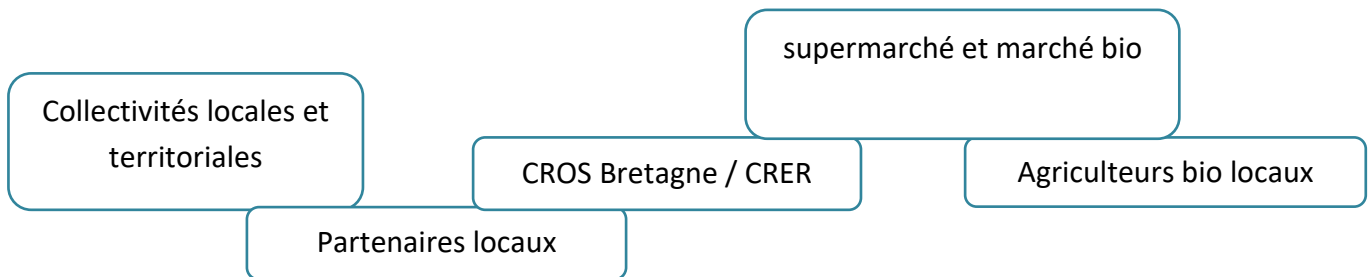 supermarché et marché bio
Collectivités locales et
territoriales
CROS Bretagne / CRER
Agriculteurs bio locaux
Partenaires locaux